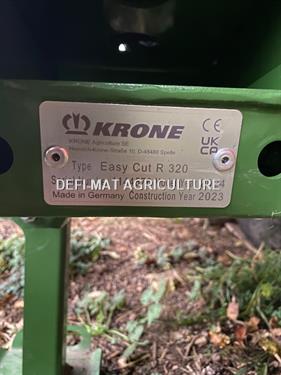 KRONE
CE
KRONE Agriculture SE
Heinrich-Krone-Straße 10, D-48480 Spelle
UK
CA
Type Easy Cut R 320
DEFI MAT AGRICULTURE
Made in Germany Construction Year 2023